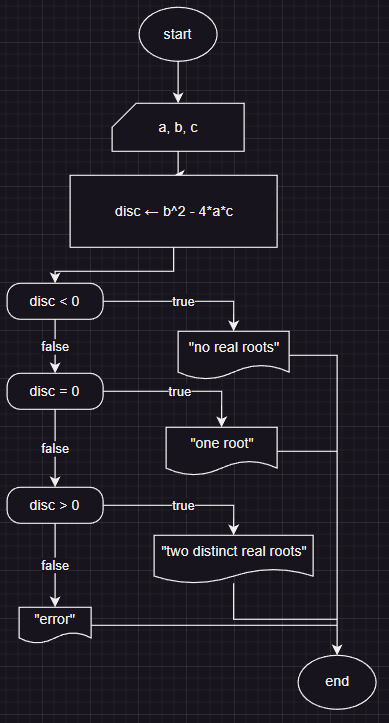 start
a, b, c
disc ← b^2 - 4*a*c
disc < 0
true
"no real roots"
false
disc = 0
true
"one root"
false
disc > 0
true
"two distinct real roots"
false
"error"
end